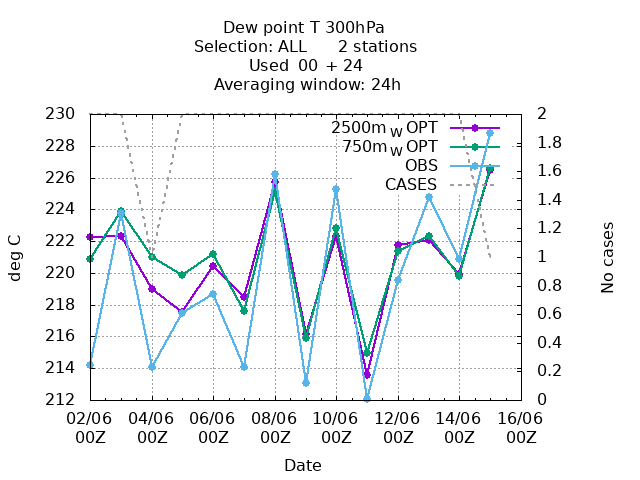 Dew point T 300hPa
Selection: ALL      2 stations
Used  00  + 24
Averaging window: 24h
230
228
226
224
222
220
218
216
214
212
deg C
2
1.8
1.6
1.4
1.2
1
0.8
0.6
0.4
0.2
0
No cases
2500m W OPT
750m W OPT
OBS
CASES
02/06 04/06 06/06 08/06 10/06 12/06 14/06 16/06
00Z 00Z 00Z 00Z 00Z 00Z 00Z 00Z
Date